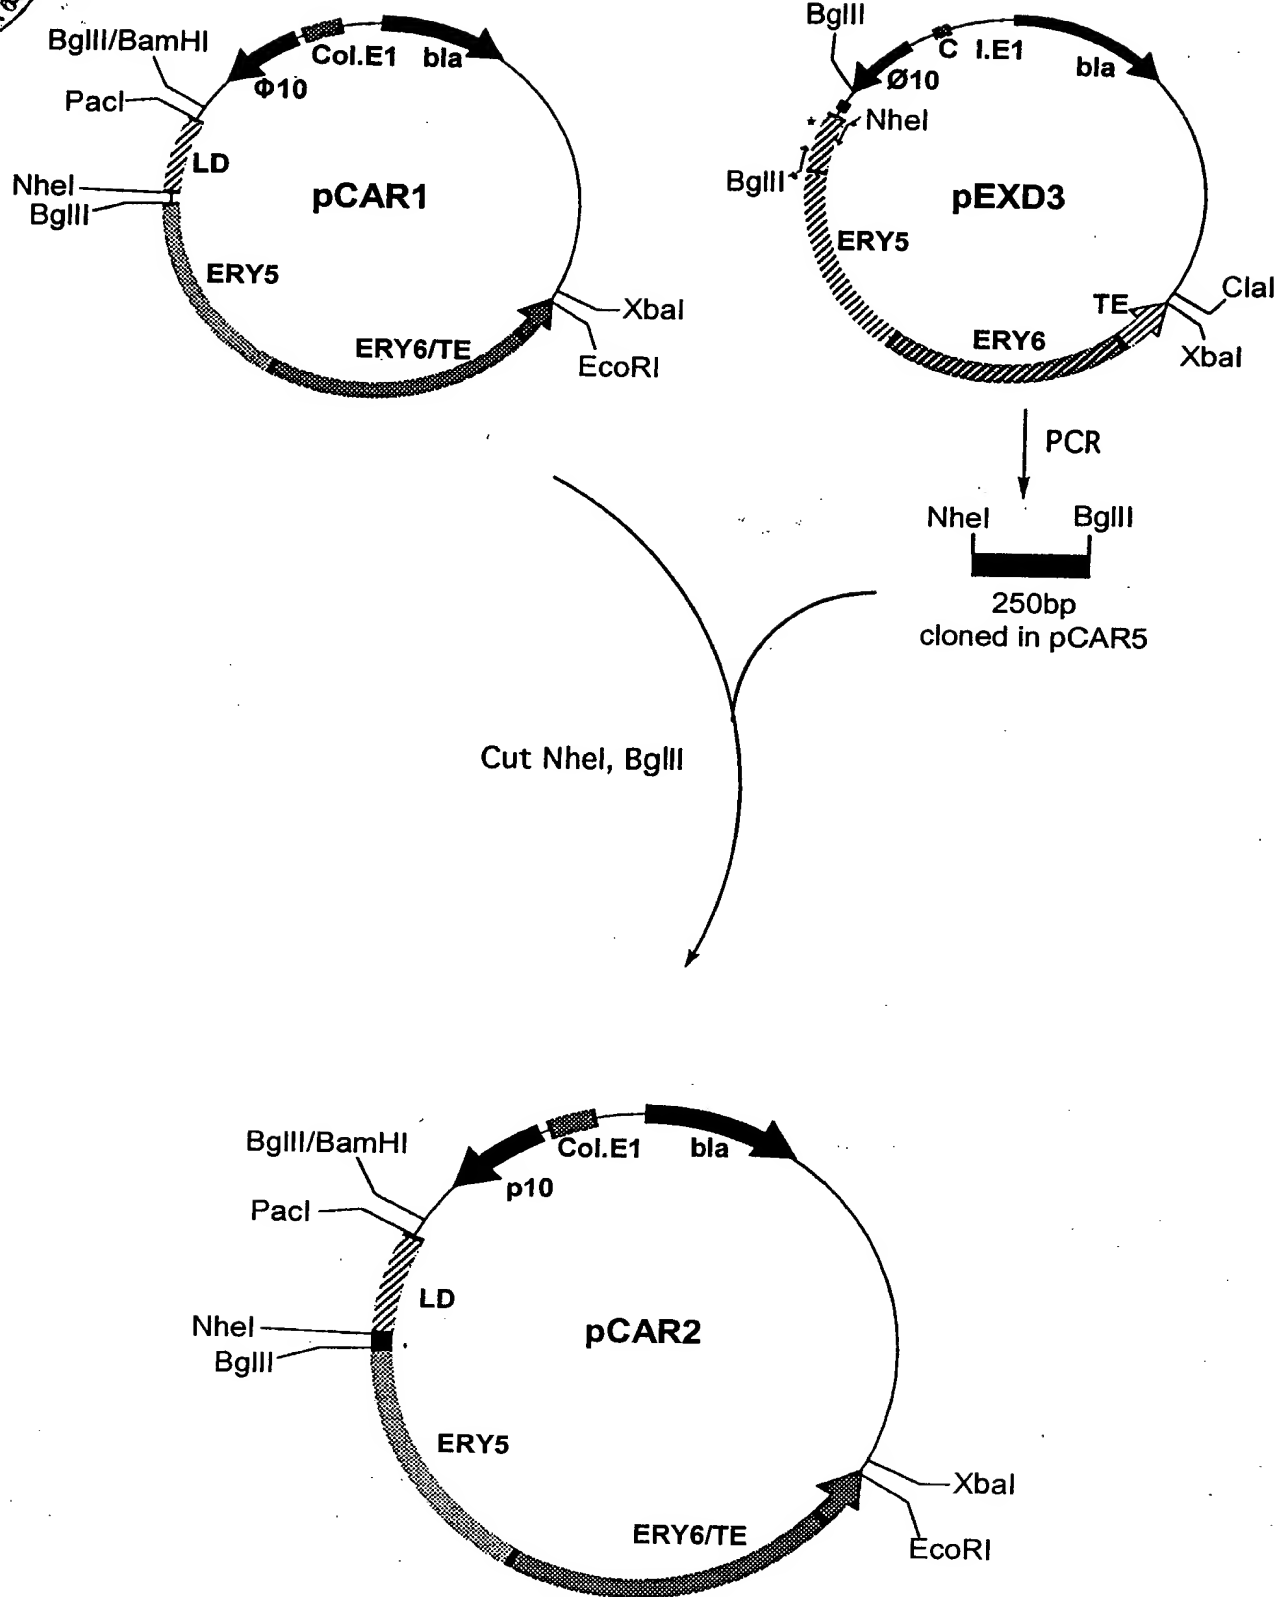 BglII/BamHI
Col.E1
bla
Φ10
PacI
LD
NheI
BglII
pCAR1
ERY5
ERY6/TE
XbaI
EcoRI
BglII
C l.E1
bla
Ø10
*
NheI
BglII
pEXD3
ERY5
TE
ClaI
ERY6
XbaI
PCR
NheI BglII
250bp
cloned in pCAR5
Cut NheI, BglII
BglII/BamHI
Col.E1
bla
p10
PacI
LD
NheI
BglII
pCAR2
ERY5
XbaI
ERY6/TE
EcoRI